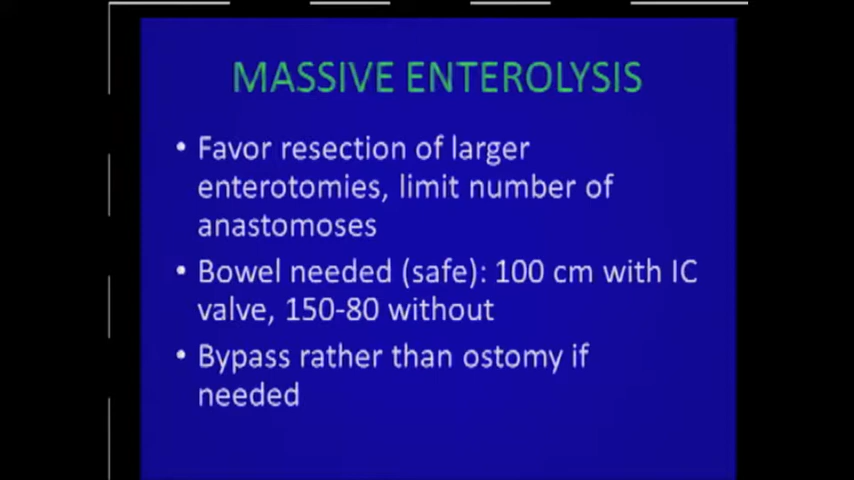 MASSIVE ENTEROLYSIS
• Favor resection of larger
enterotomies, limit number of
anastomoses
• Bowel needed (safe): 100 cm with IC
valve, 150-80 without
• Bypass rather than ostomy if
needed